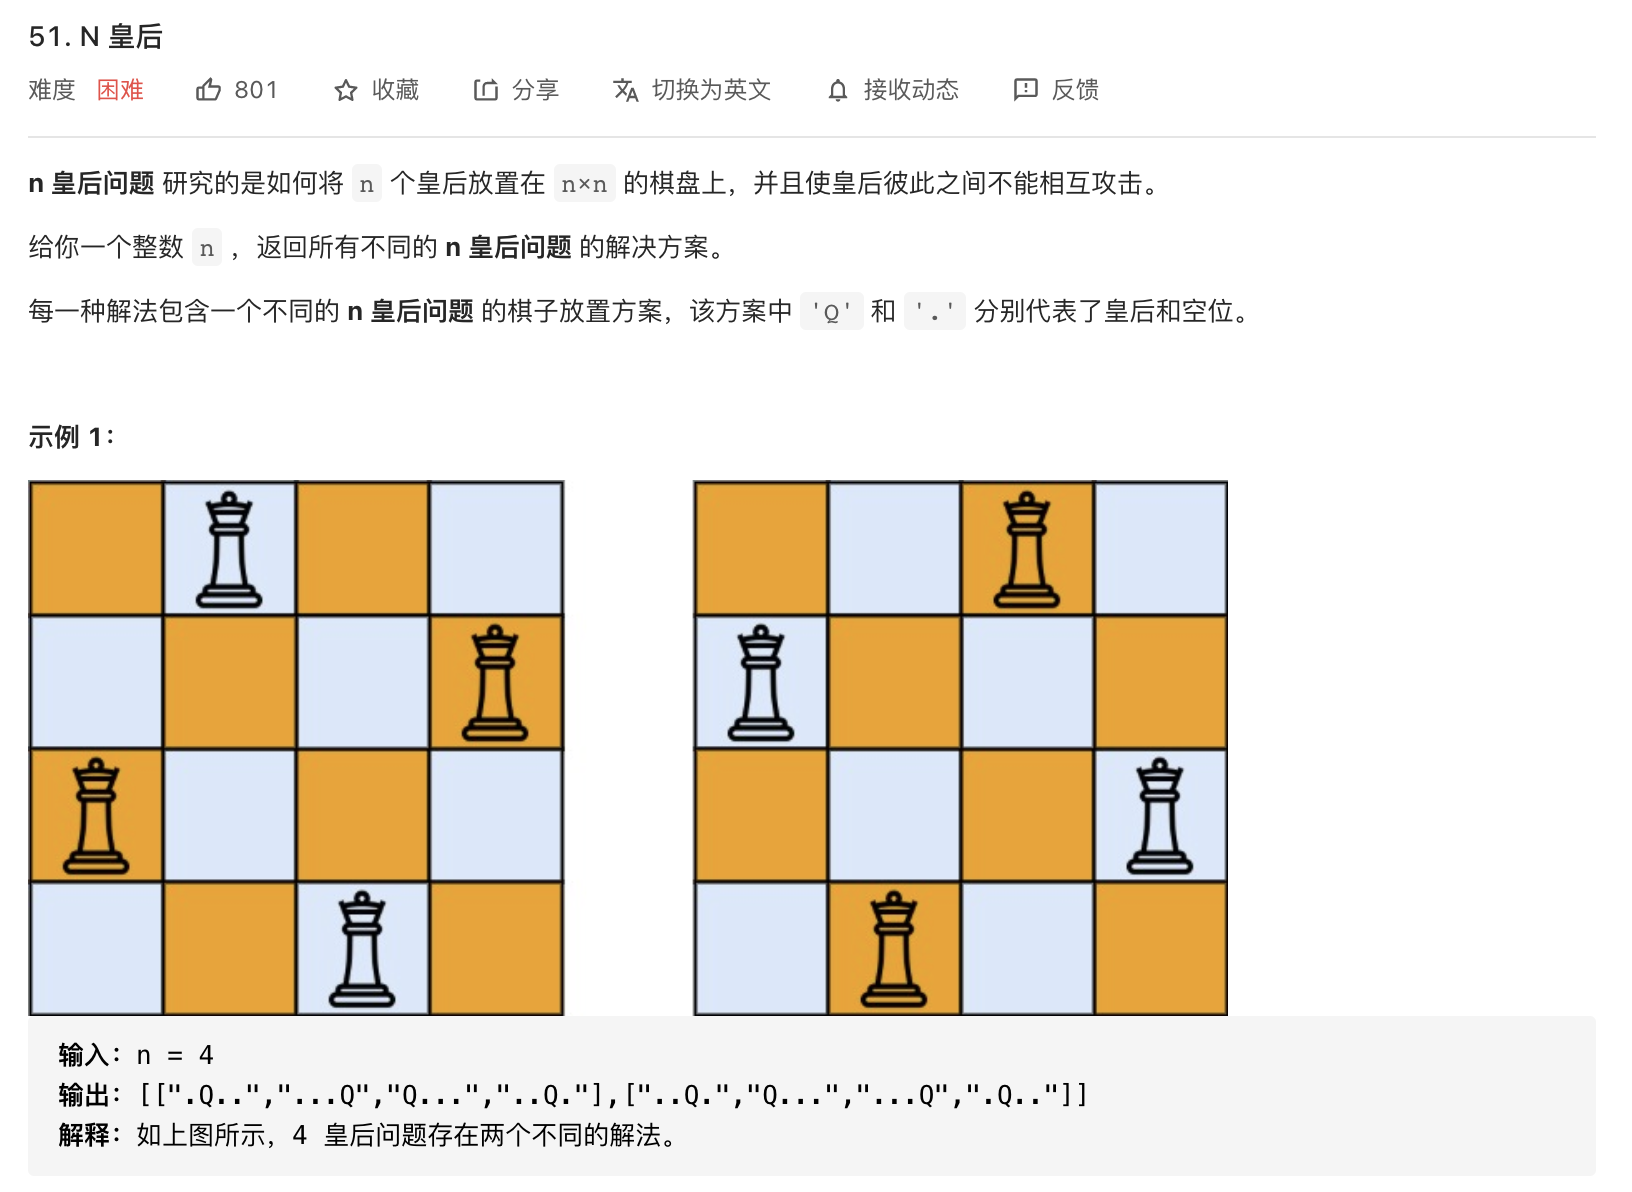 51. N 皇后
难度 困难 801 收藏 分享 切换为英文 接收动态 反馈
n 皇后问题 研究的是如何将 n 个皇后放置在 n×n 的棋盘上，并且使皇后彼此之间不能相互攻击。
给你一个整数 n ，返回所有不同的 n 皇后问题 的解决方案。
每一种解法包含一个不同的 n 皇后问题 的棋子放置方案，该方案中 'Q' 和 '.' 分别代表了皇后和空位。
示例 1：
输入：n = 4
输出：[[".Q..","...Q","Q...","..Q."],["..Q.","Q...","...Q",".Q.."]]
解释：如上图所示，4 皇后问题存在两个不同的解法。